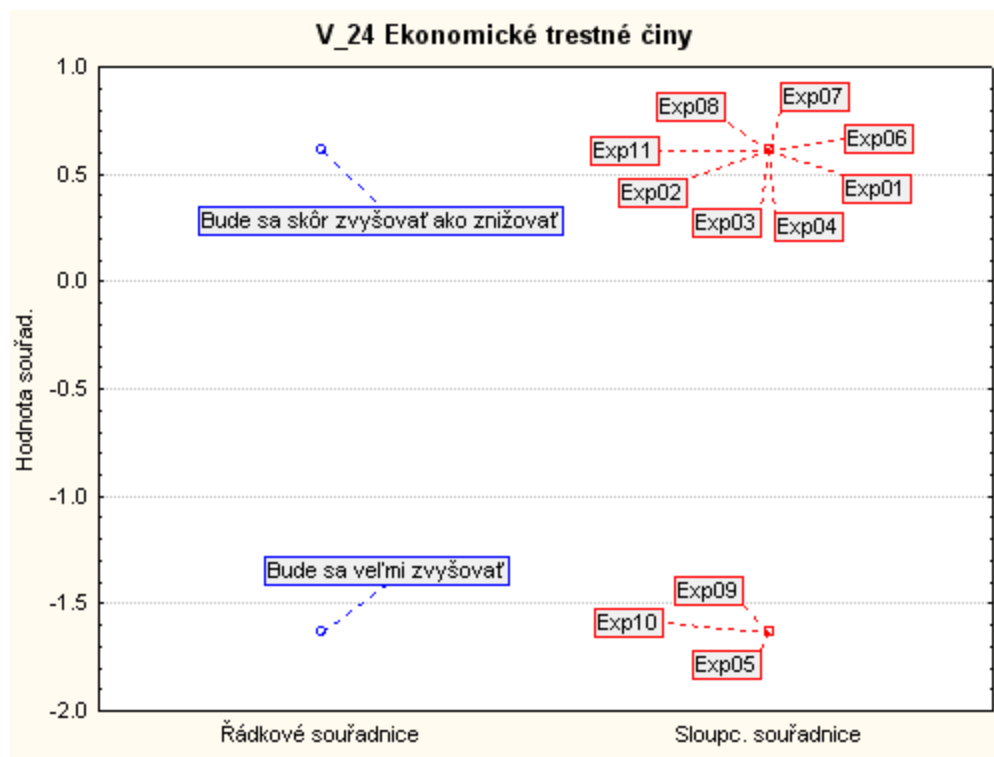 V_24 Ekonomické trestné činy
1.0
Exp07
Exp08
Exp06
Exp11
0.5
Exp01
Exp02
Bude sa skôr zvyšovať ako znižovať
Exp03
Exp04
0.0
Hodnota souřad.
-0.5
-1.0
Bude sa veľmi zvyšovať
Exp09
-1.5
Exp10
Exp05
-2.0
Řádkové souřadnice
Sloupc. souřadnice